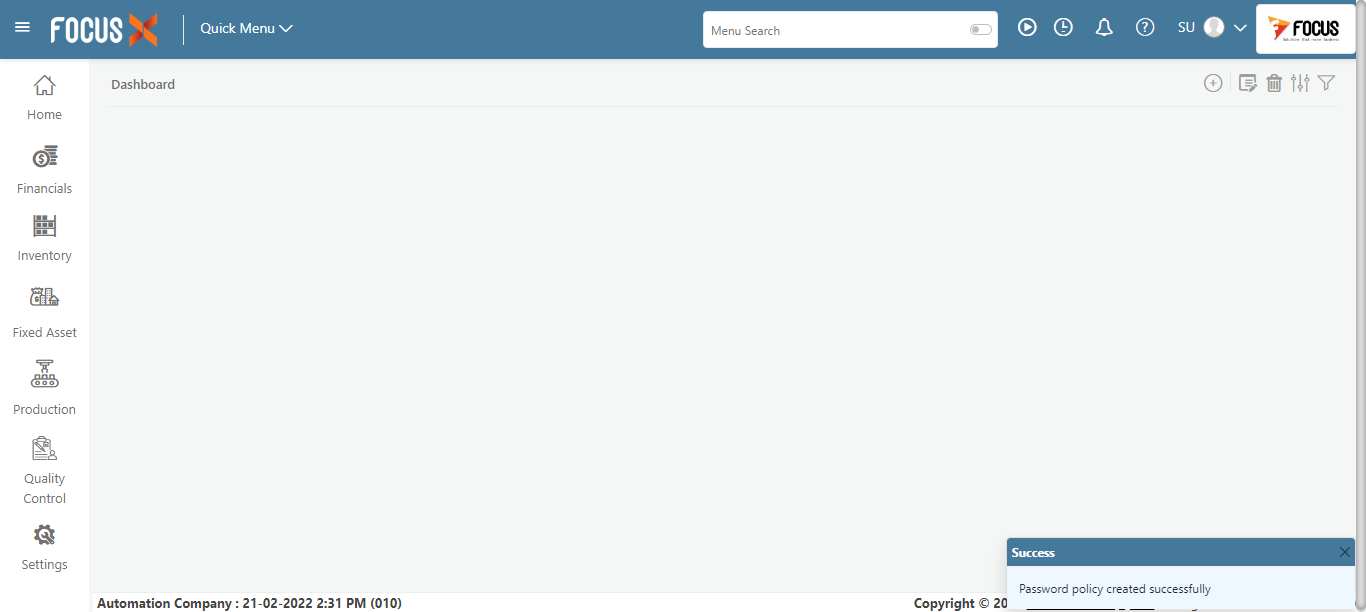 FOCUS X
Quick Menu
Menu Search
SU
FOCUS
Dashboard
Home
Financials
Inventory
Fixed Asset
Production
Quality
Control
Settings
Success
Password policy created successfully
Automation Company : 21-02-2022 2:31 PM (010)
Copyright © 20